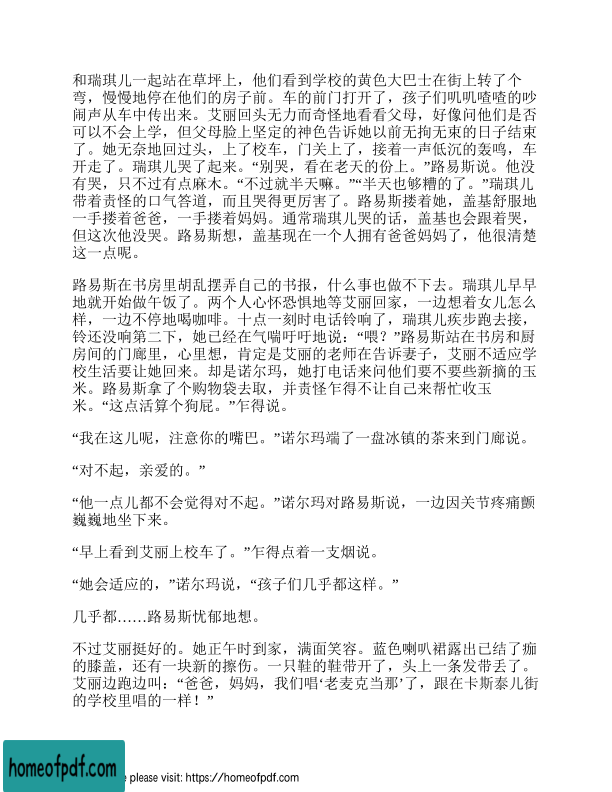 和瑞琪儿一起站在草坪上，他们看到学校的黄色大巴士在街上转了个
弯，慢慢地停在他们的房子前。车的前门打开了，孩子们叽叽喳喳的吵
闹声从车中传出来。艾丽回头无力而奇怪地看看父母，好像问他们是否
可以不会上学，但父母脸上坚定的神色告诉她以前无拘无束的日子结束
了。她无奈地回过头，上了校车，门关上了，接着一声低沉的轰鸣，车
开走了。瑞琪儿哭了起来。“别哭，看在老天的份上。”路易斯说。他没
有哭，只不过有点麻木。“不过就半天嘛。”“半天也够糟的了。”瑞琪儿
带着责怪的口气答道，而且哭得更厉害了。路易斯搂着她，盖基舒服地
一手搂着爸爸，一手搂着妈妈。通常瑞琪儿哭的话，盖基也会跟着哭，
但这次他没哭。路易斯想，盖基现在一个人拥有爸爸妈妈了，他很清楚
这一点呢。
路易斯在书房里胡乱摆弄自己的书报，什么事也做不下去。瑞琪儿早早
地就开始做午饭了。两个人心怀恐惧地等艾丽回家，一边想着女儿怎么
样，一边不停地喝咖啡。十点一刻时电话铃响了，瑞琪儿疾步跑去接，
铃还没响第二下，她已经在气喘吁吁地说：“喂？”路易斯站在书房和厨
房间的门廊里，心里想，肯定是艾丽的老师在告诉妻子，艾丽不适应学
校生活要让她回来。却是诺尔玛，她打电话来问他们要不要些新摘的玉
米。路易斯拿了个购物袋去取，并责怪乍得不让自己来帮忙收玉
米。“这点活算个狗屁。”乍得说。
“我在这儿呢，注意你的嘴巴。”诺尔玛端了一盘冰镇的茶来到门廊说。
“对不起，亲爱的。”
“他一点儿都不会觉得对不起。”诺尔玛对路易斯说，一边因关节疼痛颤
巍巍地坐下来。
“早上看到艾丽上校车了。”乍得点着一支烟说。
“她会适应的，”诺尔玛说，“孩子们几乎都这样。”
几乎都……路易斯忧郁地想。
不过艾丽挺好的。她正午时到家，满面笑容。蓝色喇叭裙露出已结了痂
的膝盖，还有一块新的擦伤。一只鞋的鞋带开了，头上一条发带丢了。
艾丽边跑边叫：“爸爸，妈妈，我们唱‘老麦克当那’了，跟在卡斯泰儿街
的学校里唱的一样！”
homeofpdf.com
please visit: https://homeofpdf.com